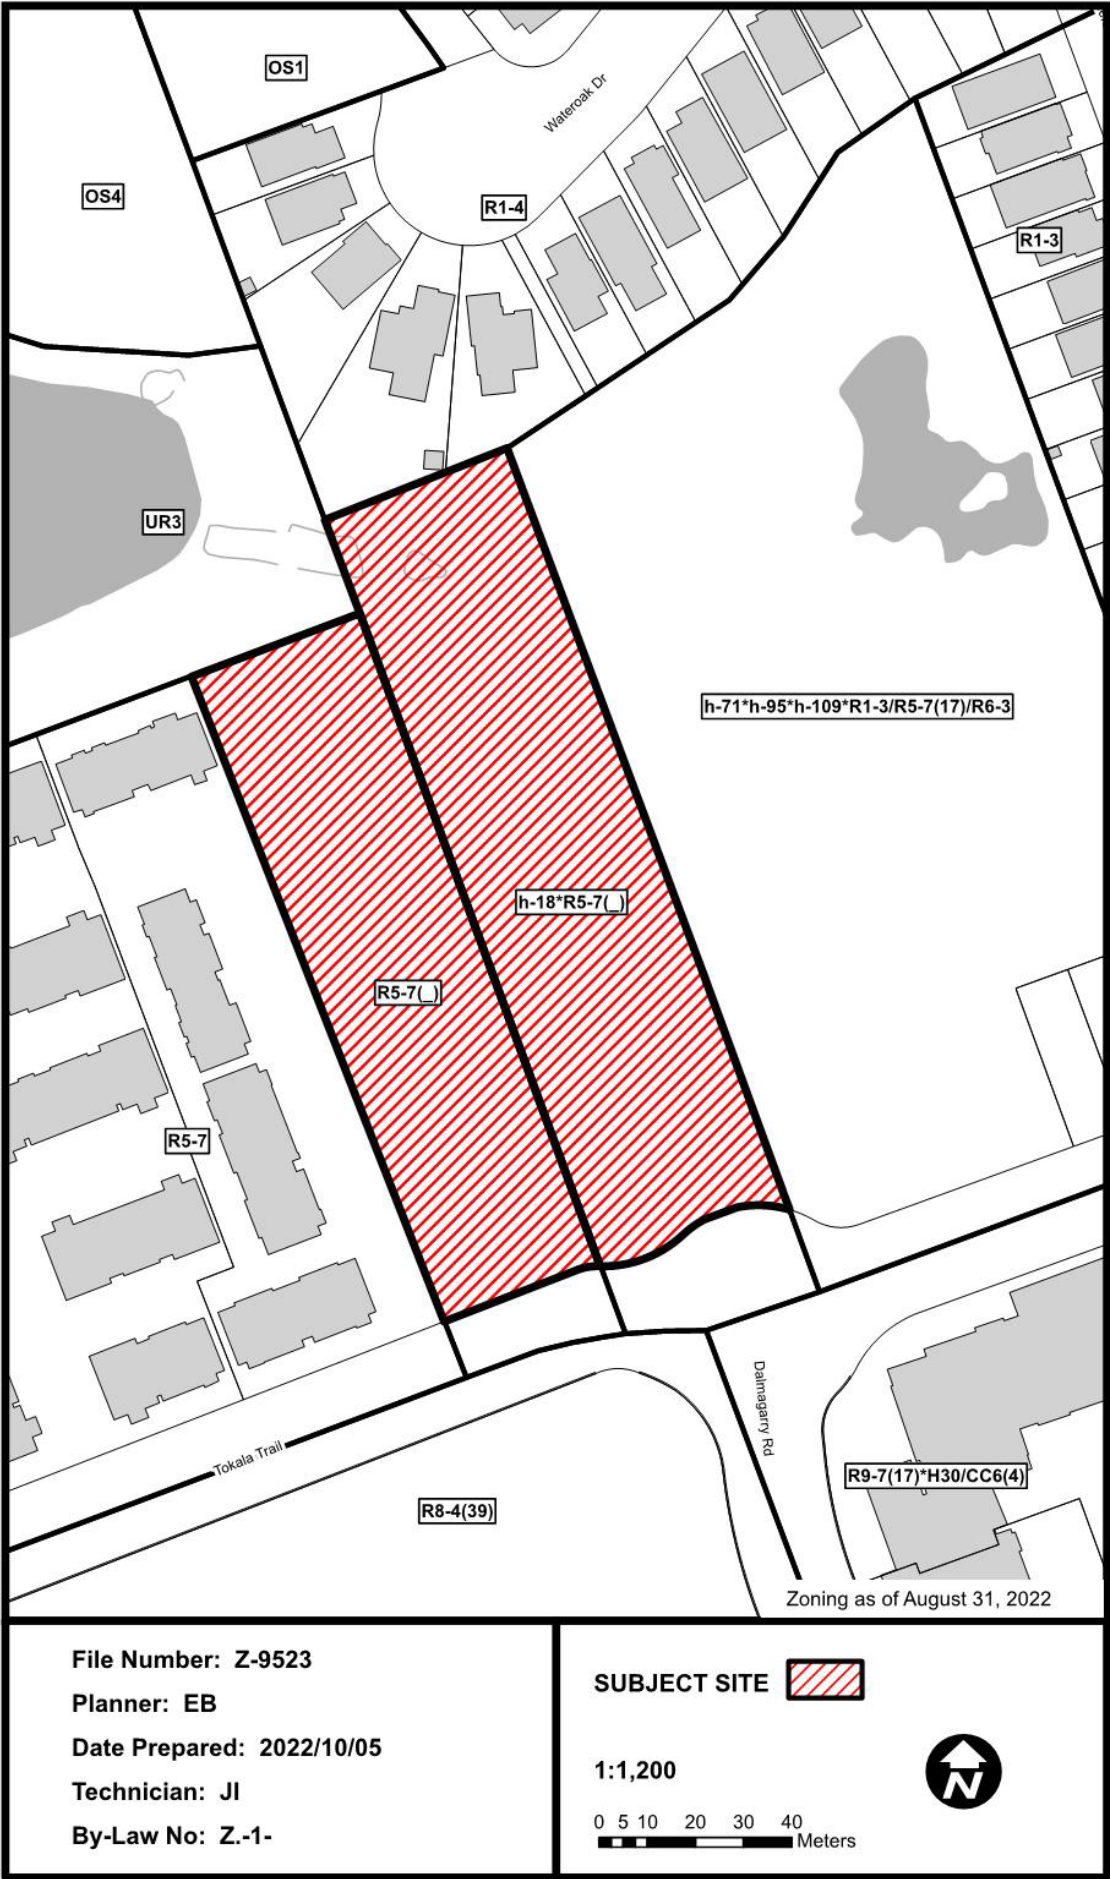 OS1
Wateroak Dr
OS4
R1-4
R1-3
UR3
h-71*h-95*h-109*R1-3/R5-7(17)/R6-3
h-18*R5-7(_)
R5-7(_)
R5-7
Dalmagarry Rd
Tokala Trail
R9-7(17)*H30/CC6(4)
R8-4(39)
Zoning as of August 31, 2022
File Number: Z-9523
Planner: EB
Date Prepared: 2022/10/05
Technician: JI
By-Law No: Z.-1-
SUBJECT SITE
1:1,200
N
0 5 10 20 30 40
Meters